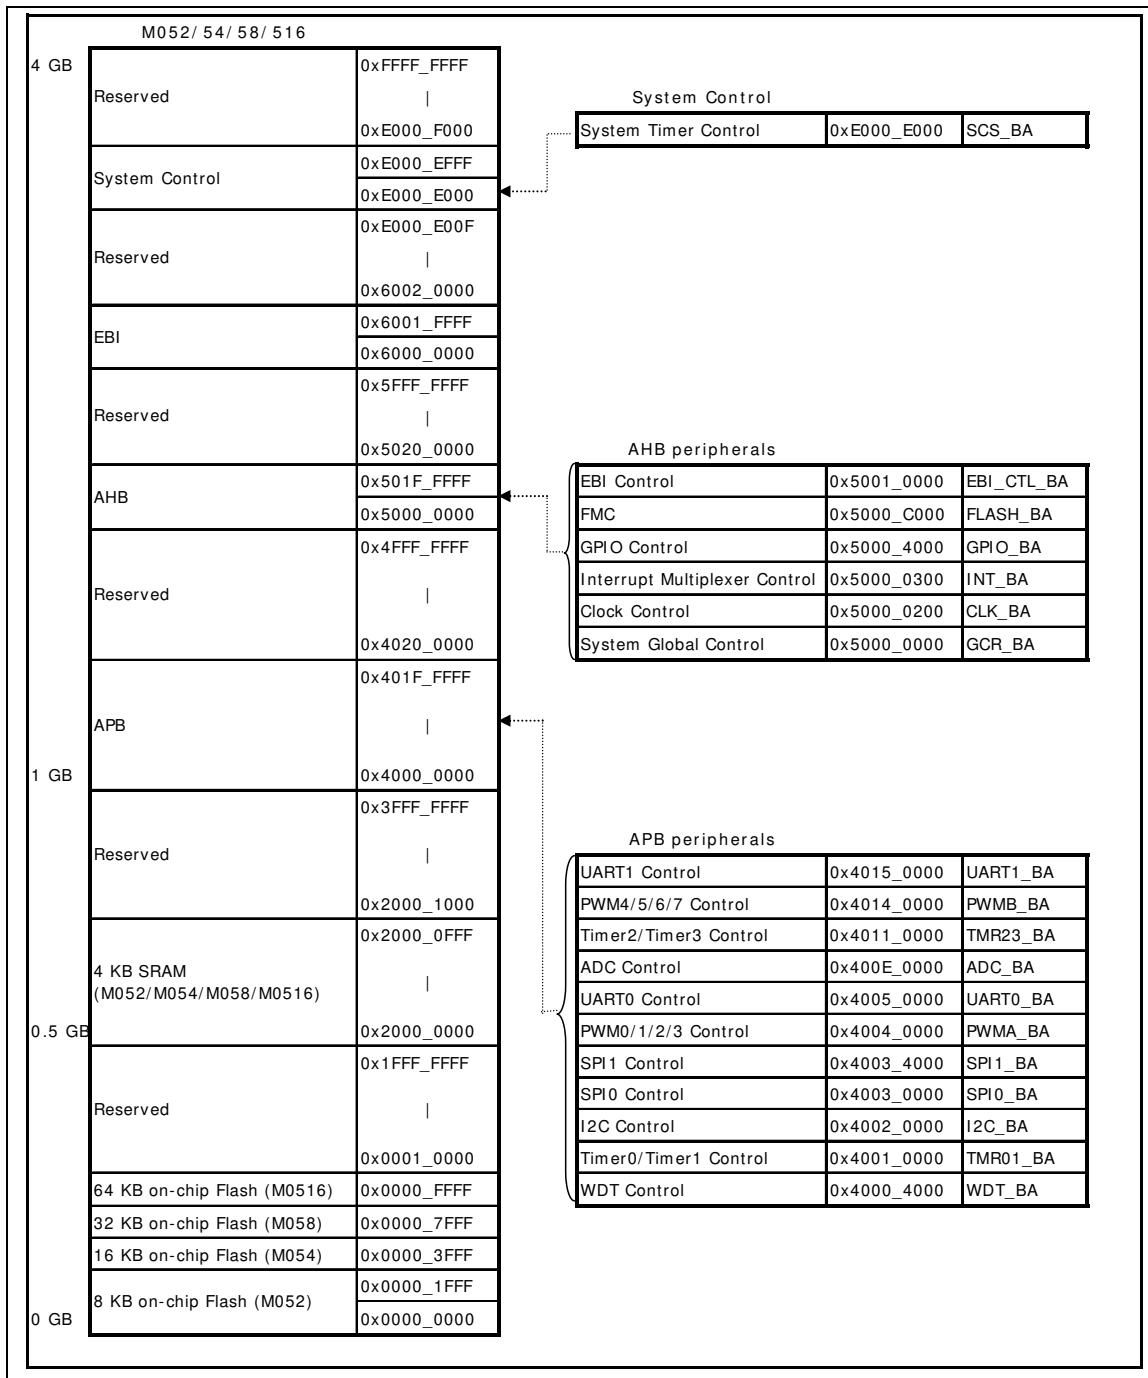 M052/54/58/516
4 GB
Reserved
0xFFFF_FFFF
|
0xE000_F000
System Control
0xE000_EFFF
0xE000_E000
Reserved
0xE000_E00F
|
0x6002_0000
EBI
0x6001_FFFF
0x6000_0000
Reserved
0x5FFF_FFFF
|
0x5020_0000
AHB
0x501F_FFFF
0x5000_0000
Reserved
0x4FFF_FFFF
|
0x4020_0000
APB
0x401F_FFFF
|
1 GB
0x4000_0000
Reserved
0x3FFF_FFFF
|
0x2000_1000
4 KB SRAM
(M052/M054/M058/M0516)
0x2000_0FFF
|
0.5 GB
0x2000_0000
Reserved
0x1FFF_FFFF
|
0x0001_0000
64 KB on-chip Flash (M0516) 0x0000_FFFF
32 KB on-chip Flash (M058) 0x0000_7FFF
16 KB on-chip Flash (M054) 0x0000_3FFF
8 KB on-chip Flash (M052)
0x0000_1FFF
0 GB
0x0000_0000
System Control
System Timer Control 0xE000_E000 SCS_BA
AHB peripherals
EBI Control 0x5001_0000 EBI_CTL_BA
FMC 0x5000_C000 FLASH_BA
GPIO Control 0x5000_4000 GPIO_BA
Interrupt Multiplexer Control 0x5000_0300 INT_BA
Clock Control 0x5000_0200 CLK_BA
System Global Control 0x5000_0000 GCR_BA
APB peripherals
UART1 Control 0x4015_0000 UART1_BA
PWM4/5/6/7 Control 0x4014_0000 PWMB_BA
Timer2/Timer3 Control 0x4011_0000 TMR23_BA
ADC Control 0x400E_0000 ADC_BA
UART0 Control 0x4005_0000 UART0_BA
PWM0/1/2/3 Control 0x4004_0000 PWMA_BA
SPI1 Control 0x4003_4000 SPI1_BA
SPI0 Control 0x4003_0000 SPI0_BA
I2C Control 0x4002_0000 I2C_BA
Timer0/Timer1 Control 0x4001_0000 TMR01_BA
WDT Control 0x4000_4000 WDT_BA